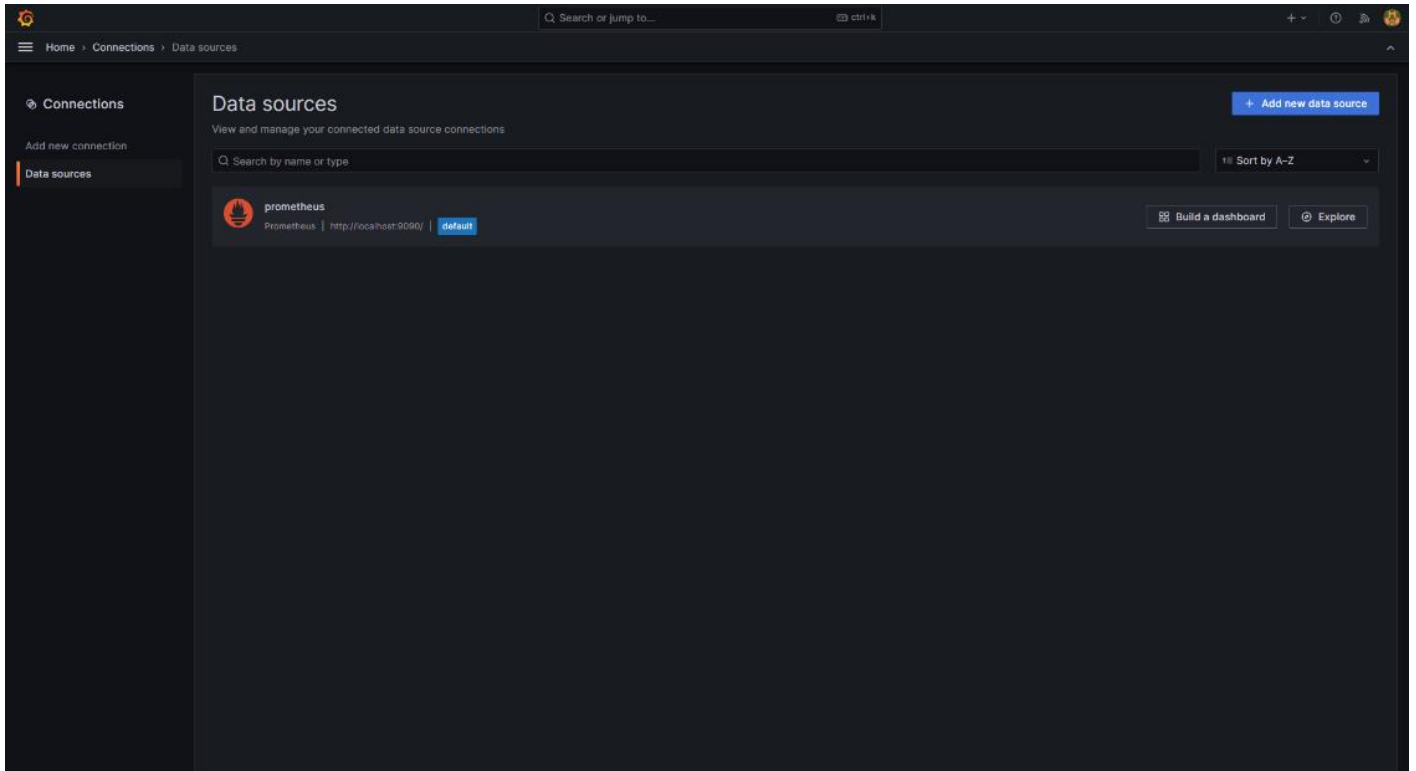 Search or jump to...
ctrl+k
Home › Connections › Data sources
Connections
Add new connection
Data sources
Data sources
View and manage your connected data source connections
+ Add new data source
Search by name or type
Sort by A–Z
prometheus
Prometheus | http://localhost:9090/ | default
Build a dashboard
Explore